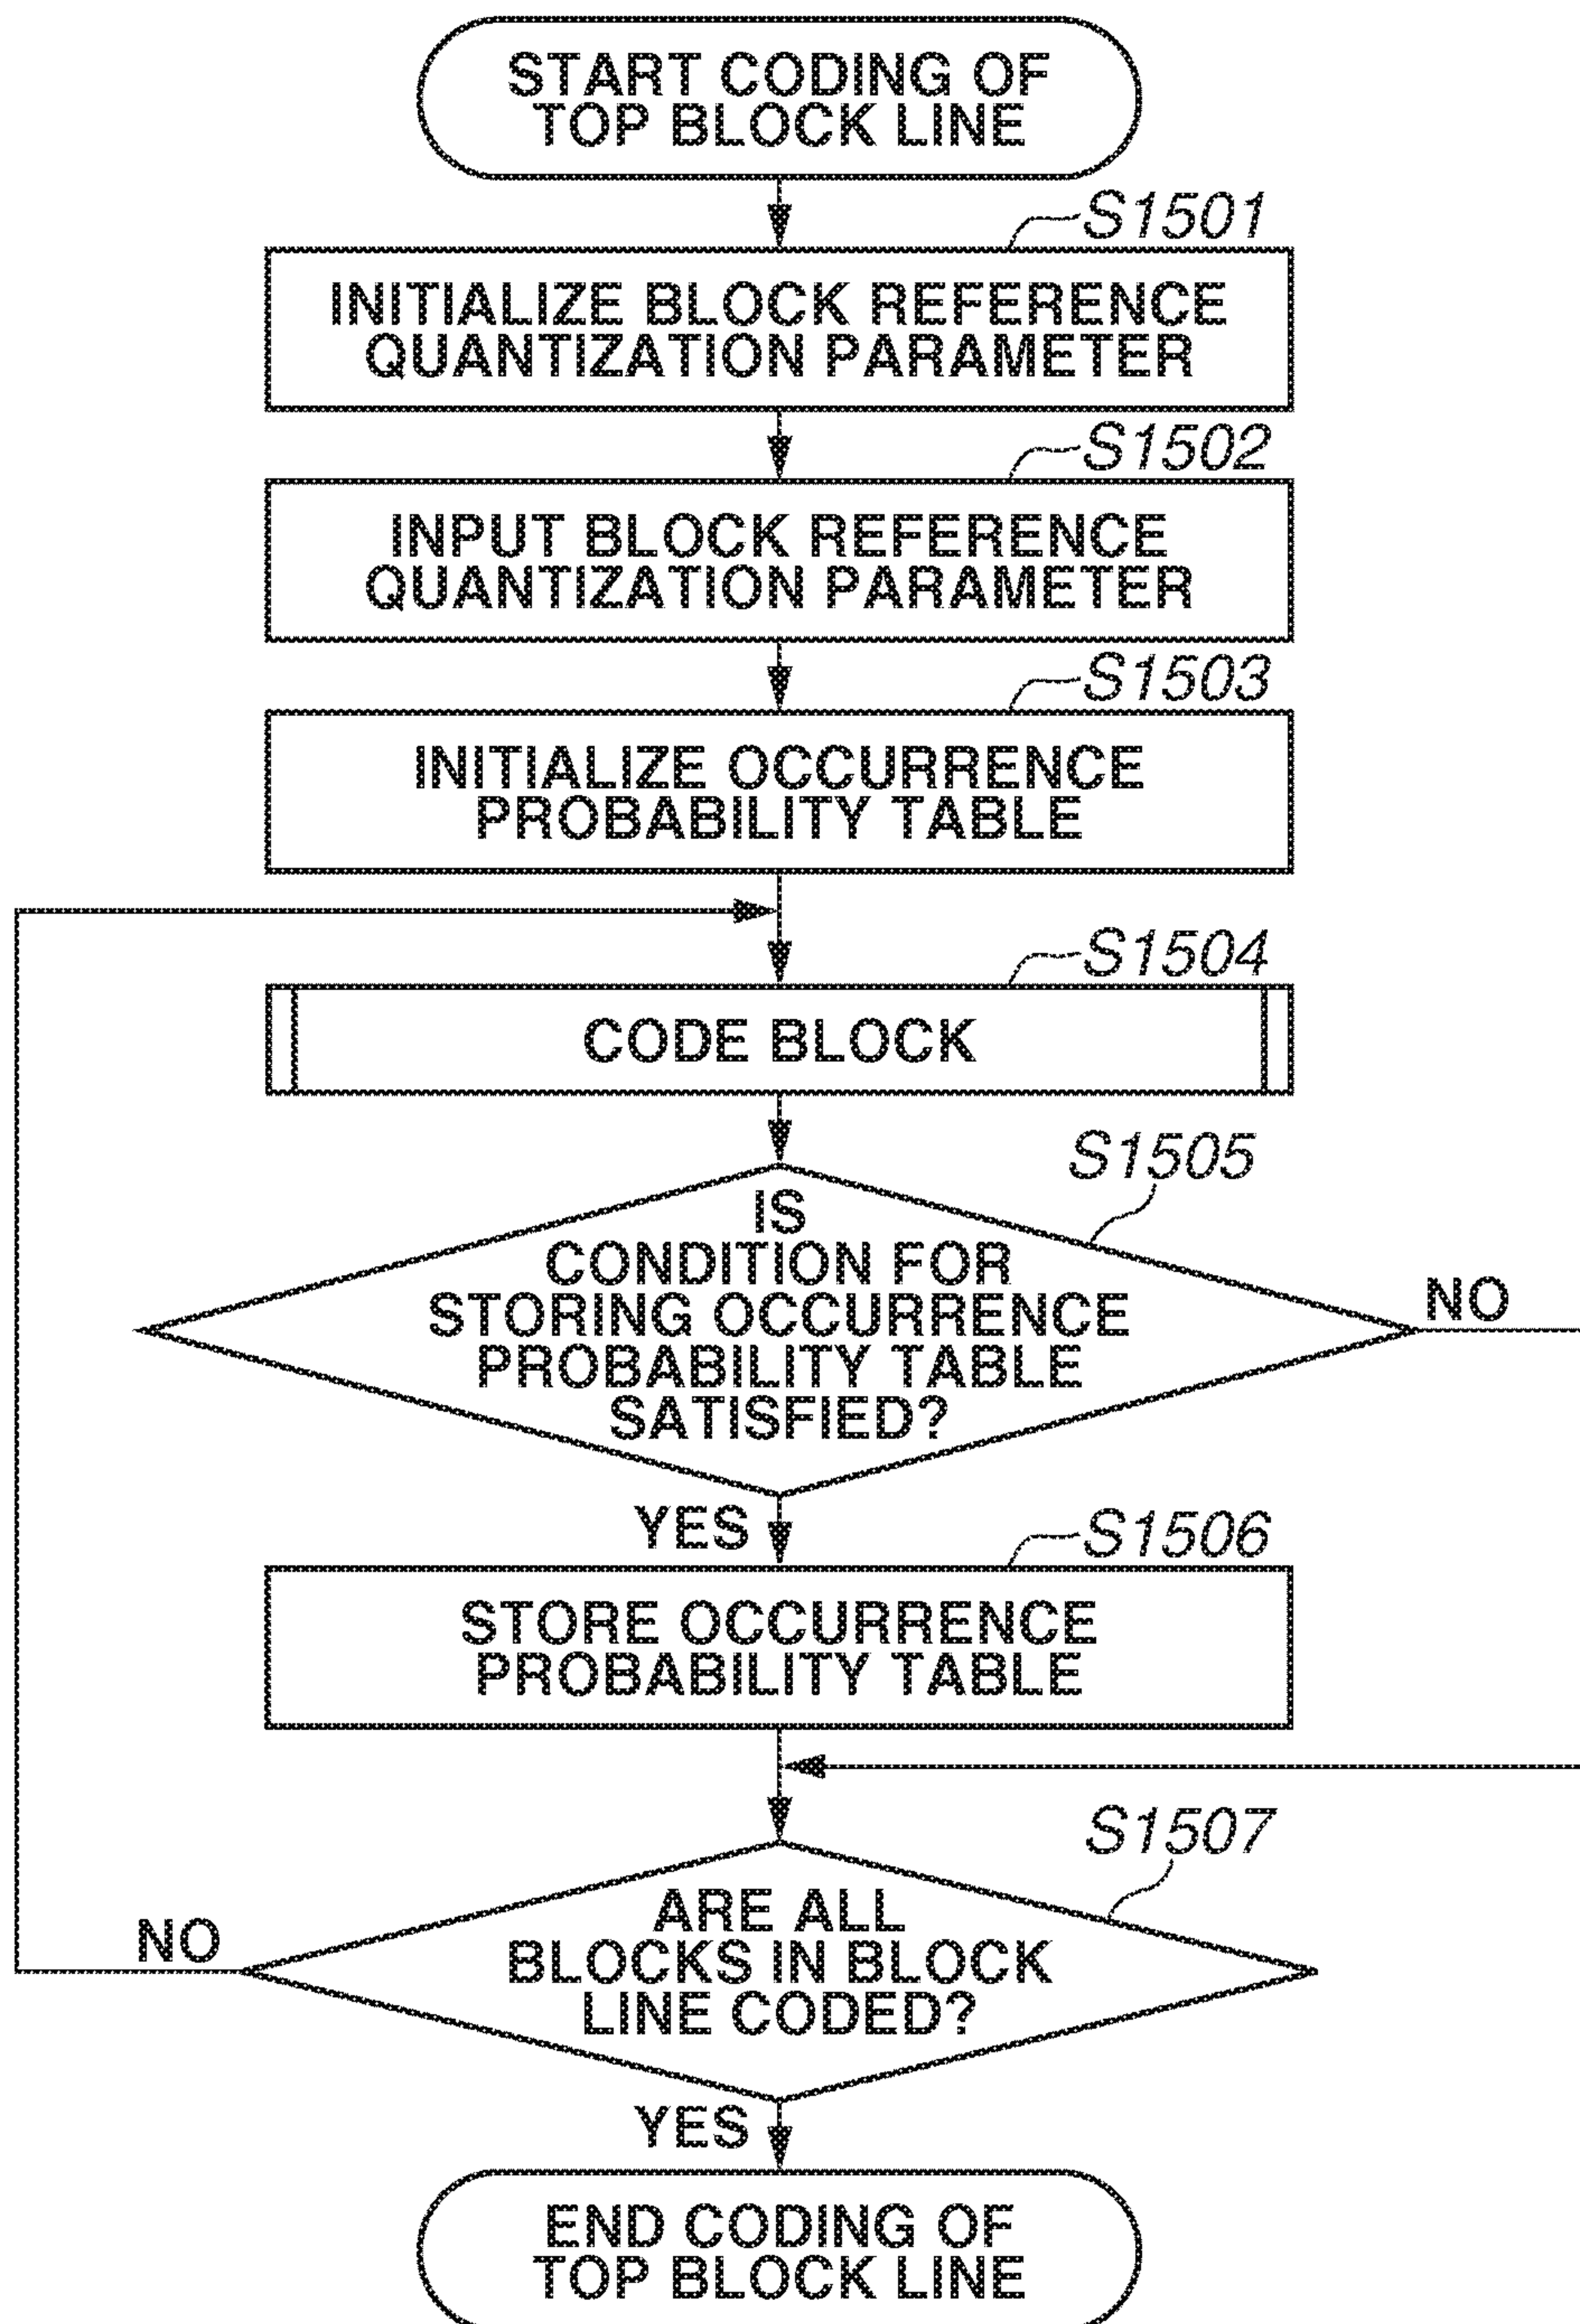 START CODING OF
TOP BLOCK LINE
S1501
INITIALIZE BLOCK REFERENCE
QUANTIZATION PARAMETER
S1502
INPUT BLOCK REFERENCE
QUANTIZATION PARAMETER
S1503
INITIALIZE OCCURRENCE
PROBABILITY TABLE
S1504
CODE BLOCK
S1505
IS
CONDITION FOR
STORING OCCURRENCE
PROBABILITY TABLE
SATISFIED?
NO
YES
S1506
STORE OCCURRENCE
PROBABILITY TABLE
S1507
ARE ALL
BLOCKS IN BLOCK
LINE CODED?
NO
YES
END CODING OF
TOP BLOCK LINE